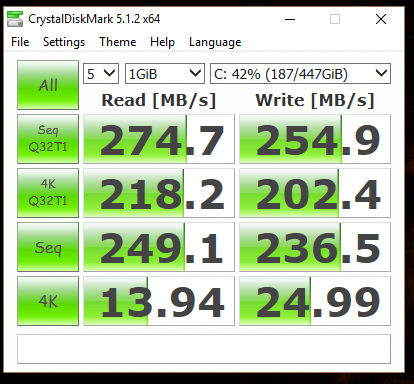 CrystalDiskMark 5.1.2 x64
File Settings Theme Help Language
All 5 1GiB C: 42% (187/447GiB)
Read [MB/s] Write [MB/s]
Seq Q32T1 274.7 254.9
4K Q32T1 218.2 202.4
Seq 249.1 236.5
4K 13.94 24.99